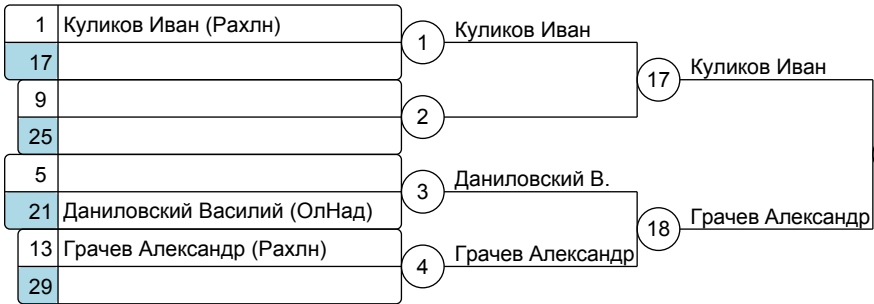 1 Куликов Иван (Рахлн)
17
1 Куликов Иван
9
25
2
17 Куликов Иван
5
21 Даниловский Василий (ОлНад)
3 Даниловский В.
13 Грачев Александр (Рахлн)
29
4 Грачев Александр
18 Грачев Александр